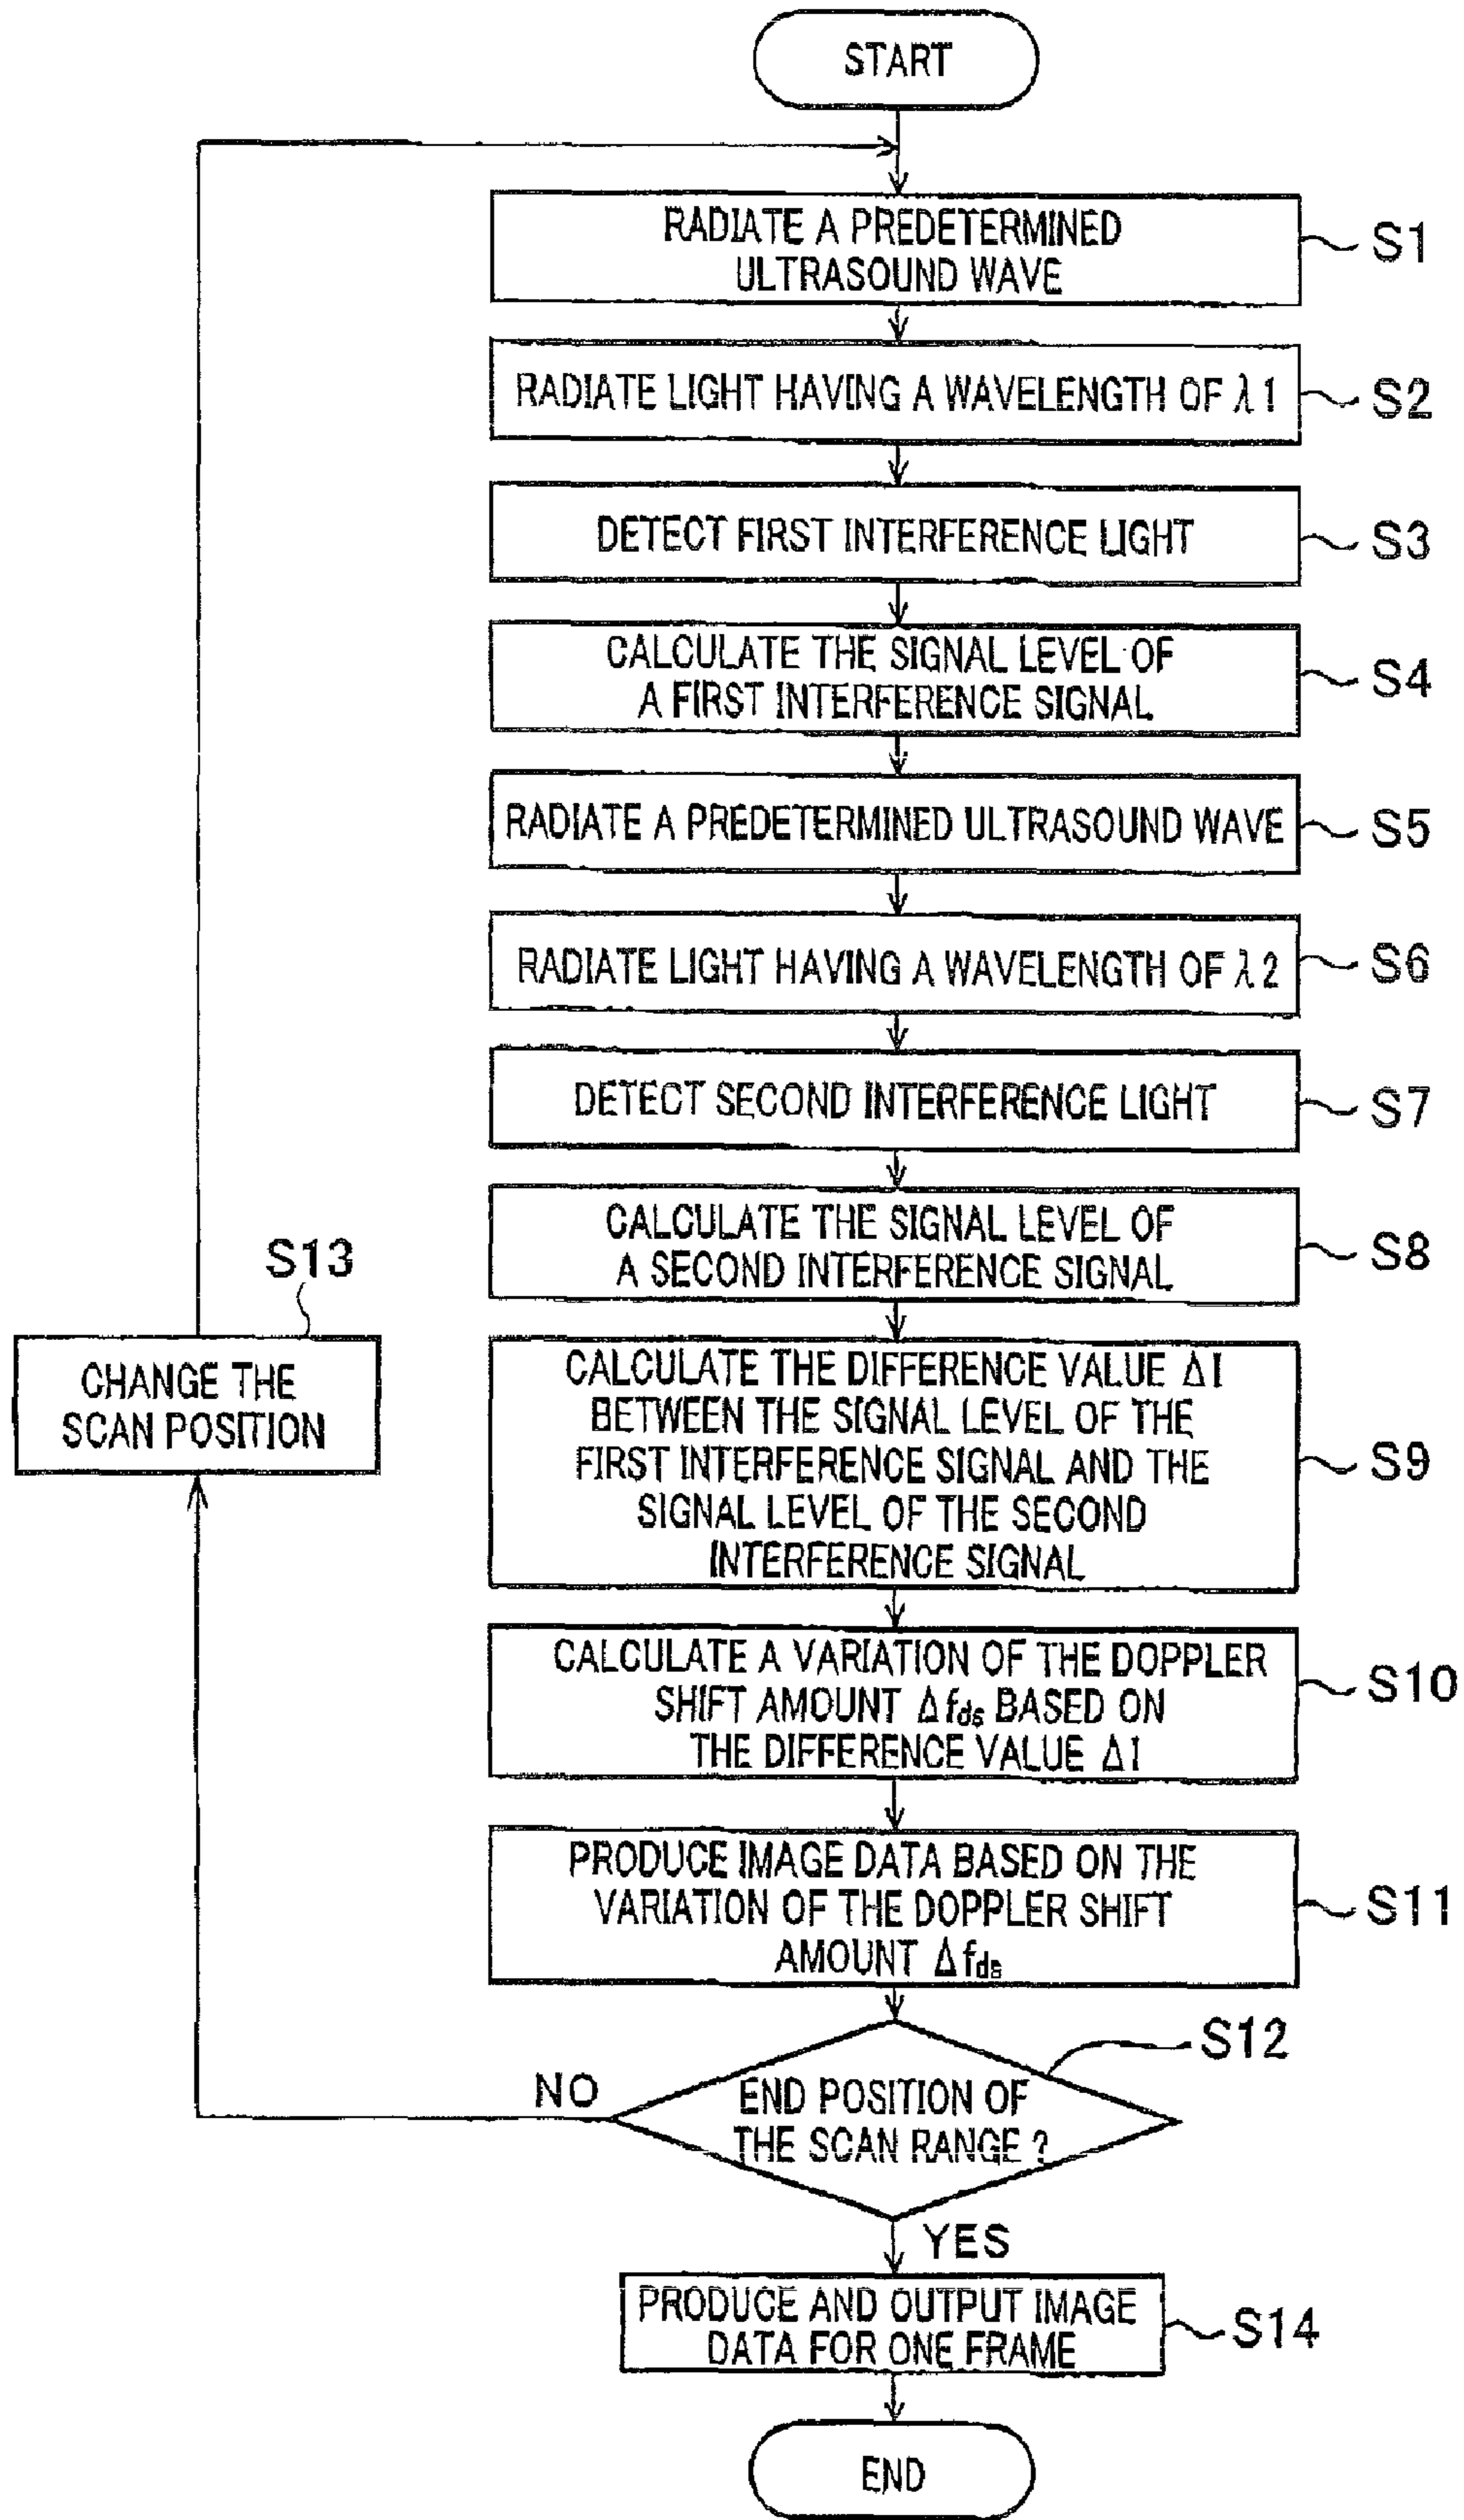 START
RADIATE A PREDETERMINED
ULTRASOUND WAVE
S1
RADIATE LIGHT HAVING A WAVELENGTH OF λ1
S2
DETECT FIRST INTERFERENCE LIGHT
S3
CALCULATE THE SIGNAL LEVEL OF
A FIRST INTERFERENCE SIGNAL
S4
RADIATE A PREDETERMINED ULTRASOUND WAVE
S5
RADIATE LIGHT HAVING A WAVELENGTH OF λ2
S6
DETECT SECOND INTERFERENCE LIGHT
S7
CALCULATE THE SIGNAL LEVEL OF
A SECOND INTERFERENCE SIGNAL
S8
S13
CHANGE THE
SCAN POSITION
CALCULATE THE DIFFERENCE VALUE ΔI
BETWEEN THE SIGNAL LEVEL OF THE
FIRST INTERFERENCE SIGNAL AND THE
SIGNAL LEVEL OF THE SECOND
INTERFERENCE SIGNAL
S9
CALCULATE A VARIATION OF THE DOPPLER
SHIFT AMOUNT Δfds BASED ON
THE DIFFERENCE VALUE ΔI
S10
PRODUCE IMAGE DATA BASED ON THE
VARIATION OF THE DOPPLER SHIFT
AMOUNT Δfds
S11
S12
NO
END POSITION OF
THE SCAN RANGE?
YES
PRODUCE AND OUTPUT IMAGE
DATA FOR ONE FRAME
S14
END